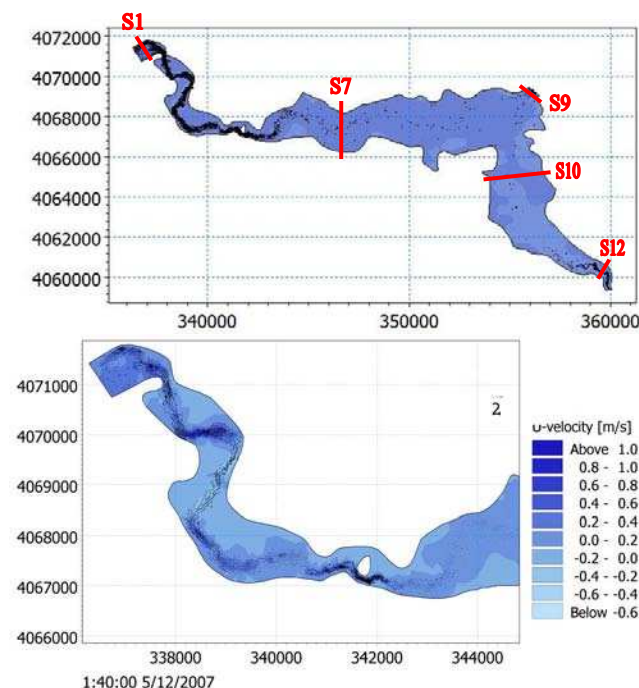 S1
4072000
4070000
4068000
4066000
4064000
4062000
4060000
S7
S9
S10
S12
340000 350000 360000
4071000
4070000
4069000
4068000
4067000
4066000
2
338000 340000 342000 344000
1:40:00 5/12/2007
U-velocity [m/s]
Above 1.0
0.8 - 1.0
0.6 - 0.8
0.4 - 0.6
0.2 - 0.4
0.0 - 0.2
-0.2 - 0.0
-0.4 - -0.2
-0.6 - -0.4
Below -0.6